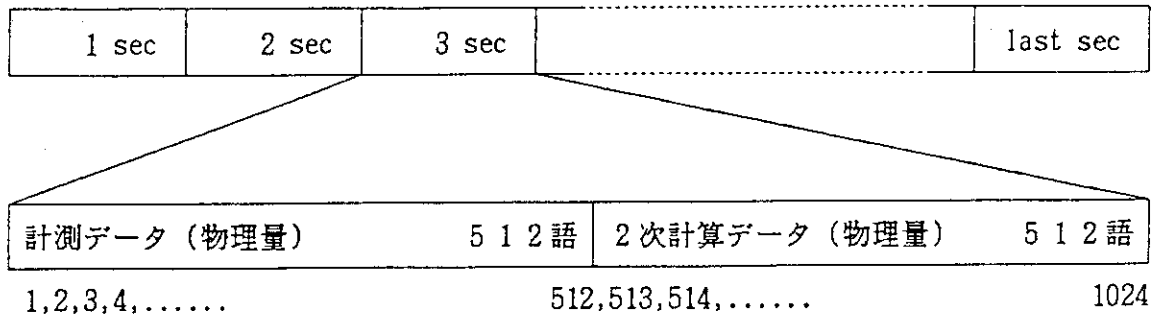 1 sec 2 sec 3 sec last sec
計測データ(物理量) 512語 2次計算データ(物理量) 512語
1,2,3,4,...... 512,513,514,...... 1024